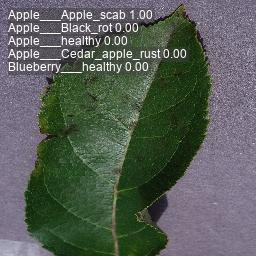 Apple___Apple_scab 1.00
Apple___Black_rot 0.00
Apple___healthy 0.00
Apple___Cedar_apple_rust 0.00
Blueberry___healthy 0.00